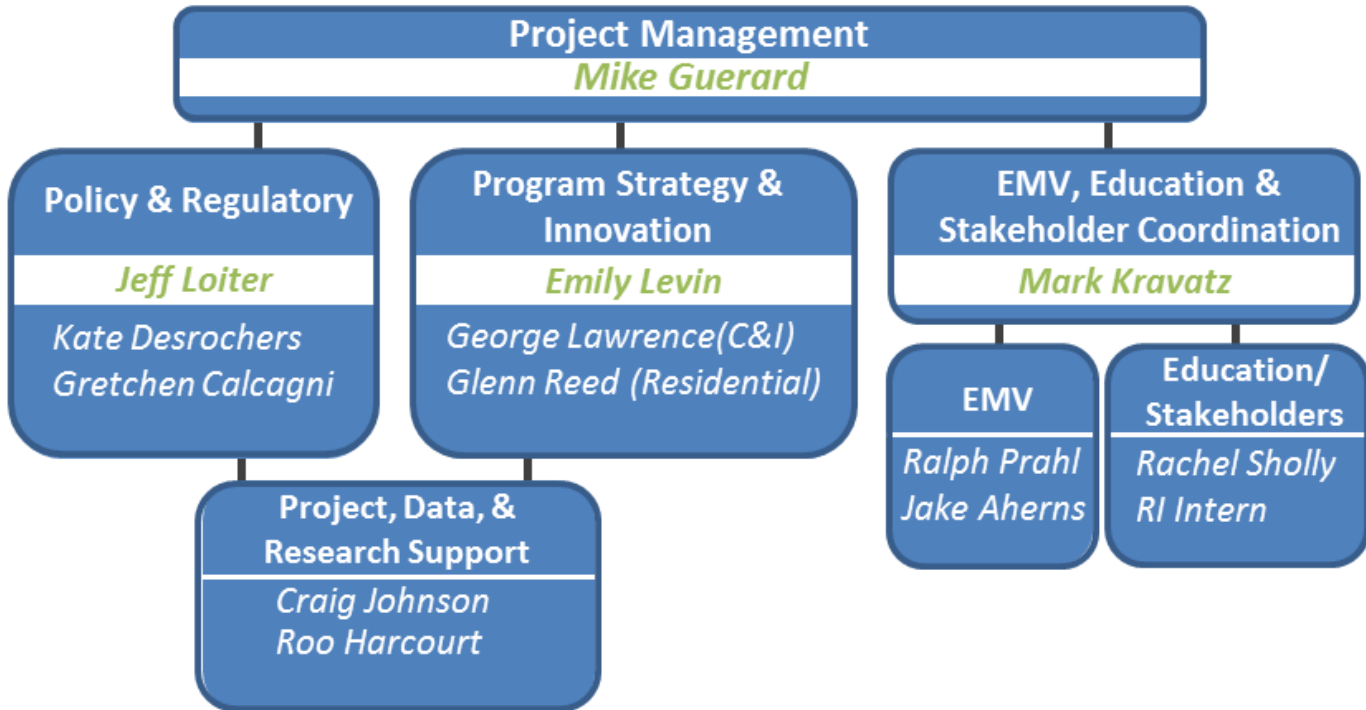 Project Management
Mike Guerard
Policy & Regulatory
Jeff Loiter
Kate Desrochers
Gretchen Calcagni
Program Strategy &
Innovation
Emily Levin
George Lawrence(C&I)
Glenn Reed (Residential)
EMV, Education &
Stakeholder Coordination
Mark Kravatz
EMV
Ralph Prahl
Jake Aherns
Education/
Stakeholders
Rachel Sholly
RI Intern
Project, Data, &
Research Support
Craig Johnson
Roo Harcourt